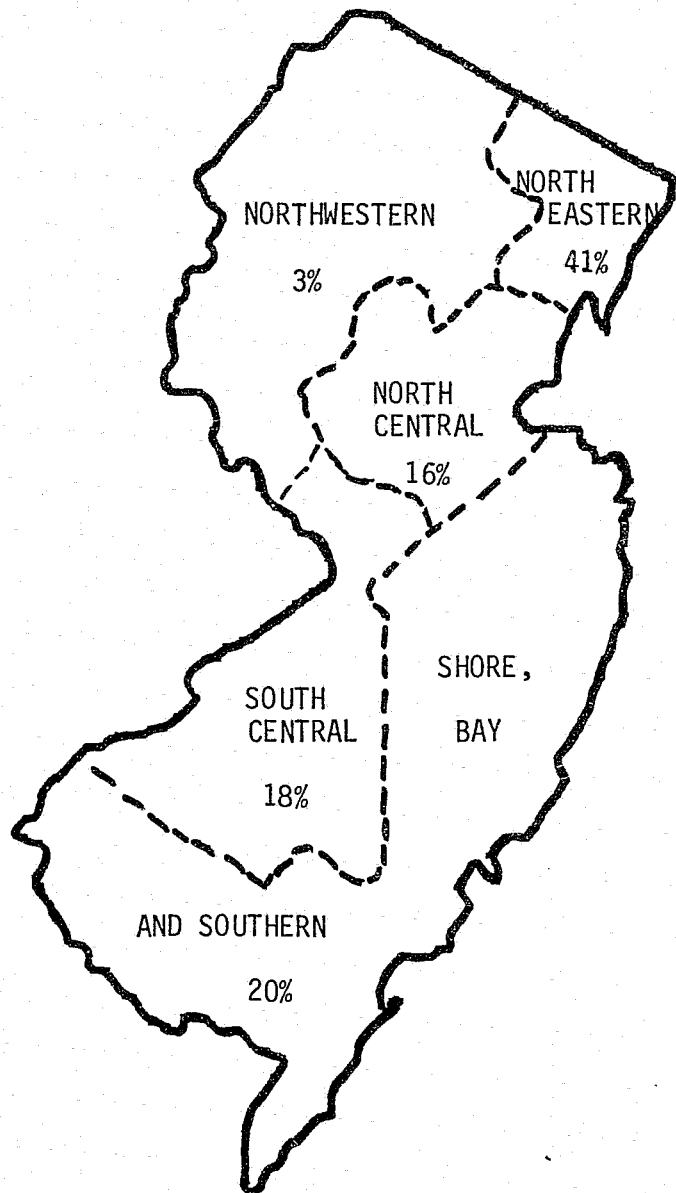 NORTH
EASTERN
41%
NORTHWESTERN
3%
NORTH
CENTRAL
16%
SHORE,
BAY
SOUTH
CENTRAL
18%
AND SOUTHERN
20%